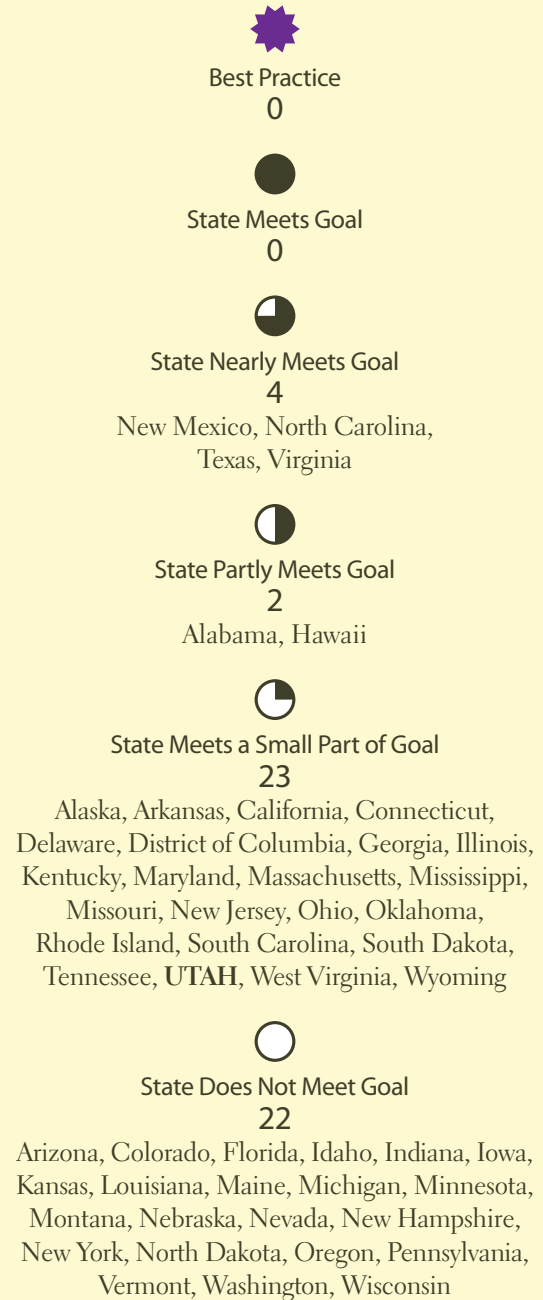 Best Practice
0
State Meets Goal
0
State Nearly Meets Goal
4
New Mexico, North Carolina,
Texas, Virginia
State Partly Meets Goal
2
Alabama, Hawaii
State Meets a Small Part of Goal
23
Alaska, Arkansas, California, Connecticut,
Delaware, District of Columbia, Georgia, Illinois,
Kentucky, Maryland, Massachusetts, Mississippi,
Missouri, New Jersey, Ohio, Oklahoma,
Rhode Island, South Carolina, South Dakota,
Tennessee, UTAH, West Virginia, Wyoming
State Does Not Meet Goal
22
Arizona, Colorado, Florida, Idaho, Indiana, Iowa,
Kansas, Louisiana, Maine, Michigan, Minnesota,
Montana, Nebraska, Nevada, New Hampshire,
New York, North Dakota, Oregon, Pennsylvania,
Vermont, Washington, Wisconsin